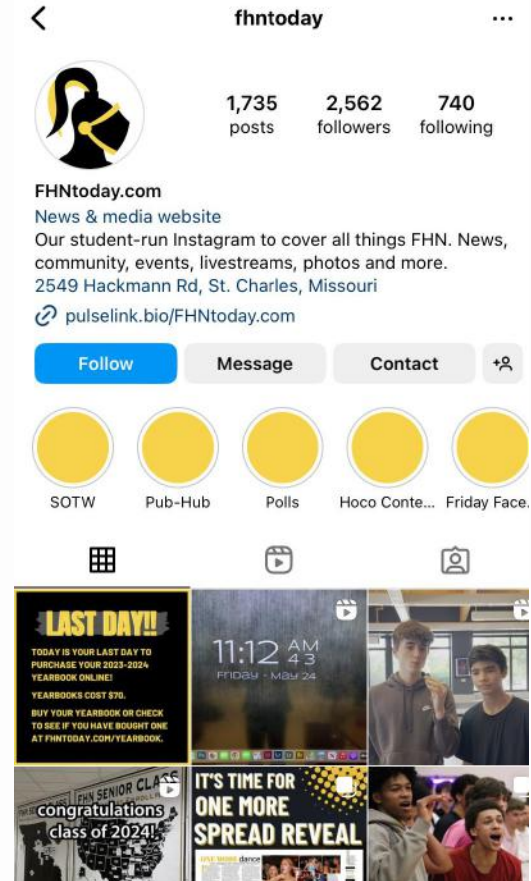 fhntoday
1,735 2,562 740
posts followers following
FHNtoday.com
News & media website
Our student-run Instagram to cover all things FHN. News,
community, events, livestreams, photos and more.
2549 Hackmann Rd, St. Charles, Missouri
pulselink.bio/FHNtoday.com
Follow Message Contact
SOTW Pub-Hub Polls Hoco Conte... Friday Face.
LAST DAY!!
TODAY IS YOUR LAST DAY TO
PURCHASE YOUR 2023-2024
YEARBOOK ONLINE!
YEARBOOKS COST $70.
BUY YOUR YEARBOOK OR CHECK
TO SEE IF YOU HAVE BOUGHT ONE
AT FHNTODAY.COM/YEARBOOK.
11:12 AM
43
FRIDAY - MAY 24
FHN SENIOR CLASS
congratulations
class of 2024!
IT'S TIME FOR
ONE MORE
SPREAD REVEAL
ONE MORE dance